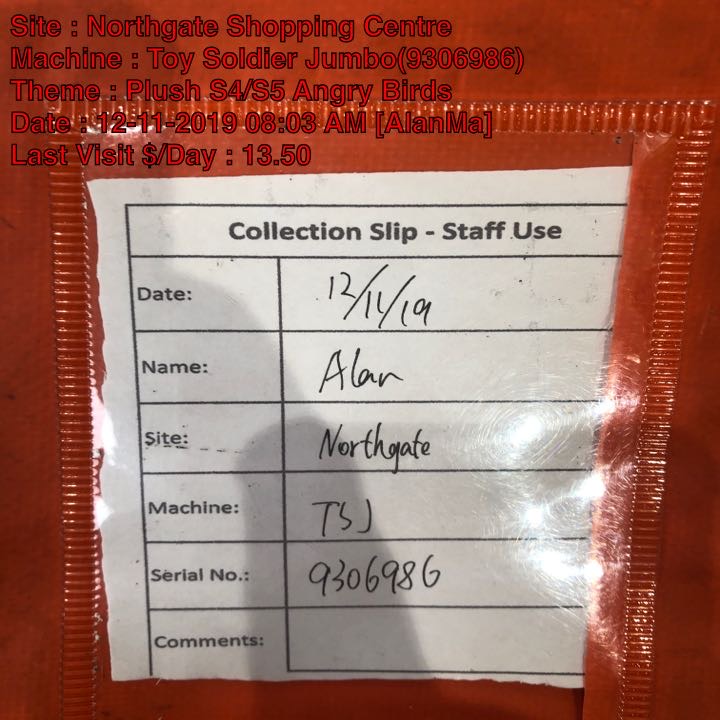 Site : Northgate Shopping Centre
Machine : Toy Soldier Jumbo(9306986)
Theme : Plush S4/S5 Angry Birds
Date : 12-11-2019 08:03 AM [AlanMa]
Last Visit $/Day : 13.50
Collection Slip - Staff Use
Date: 12/11/19
Name: Alan
Site: Northgate
Machine: TSJ
Serial No.: 9306986
Comments: